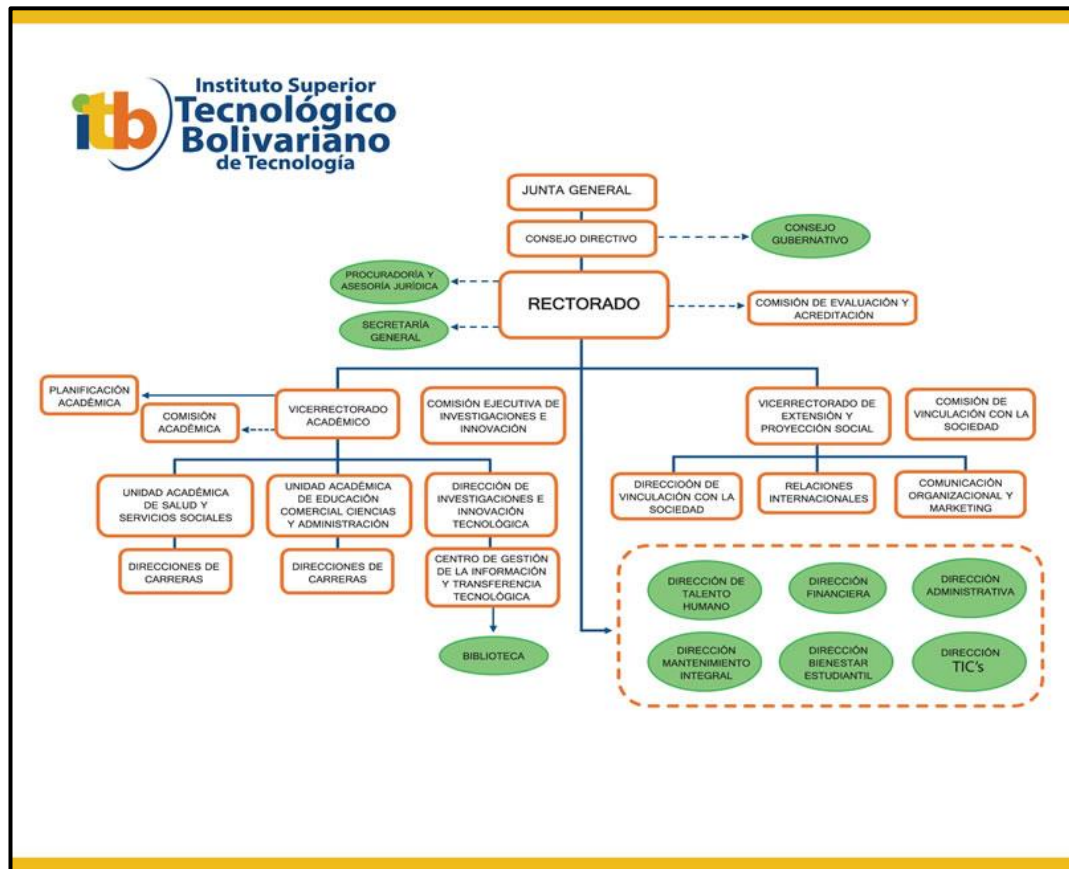 itb
Instituto Superior
Tecnológico
Bolivariano
de Tecnología
JUNTA GENERAL
CONSEJO DIRECTIVO
CONSEJO
GUBERNATIVO
PROCURADORÍA Y
ASESORÍA JURÍDICA
RECTORADO
COMISIÓN DE EVALUACIÓN Y
ACREDITACIÓN
SECRETARÍA
GENERAL
PLANIFICACIÓN
ACADÉMICA
COMISIÓN
ACADÉMICA
VICERRECTORADO
ACADÉMICO
COMISIÓN EJECUTIVA DE
INVESTIGACIONES E
INNOVACIÓN
VICERRECTORADO DE
EXTENSIÓN Y
PROYECCIÓN SOCIAL
COMISIÓN DE
VINCULACIÓN CON LA
SOCIEDAD
UNIDAD ACADÉMICA
DE SALUD Y
SERVICIOS SOCIALES
UNIDAD ACADÉMICA
DE EDUCACIÓN
COMERCIAL CIENCIAS
Y ADMINISTRACIÓN
DIRECCIÓN DE
INVESTIGACIONES E
INNOVACIÓN
TECNOLÓGICA
DIRECCIOÓN DE
VINCULACIÓN CON LA
SOCIEDAD
RELACIONES
INTERNACIONALES
COMUNICACIÓN
ORGANIZACIONAL Y
MARKETING
DIRECCIONES DE
CARRERAS
DIRECCIONES DE
CARRERAS
CENTRO DE GESTIÓN
DE LA INFORMACIÓN
Y TRANSFERENCIA
TECNOLÓGICA
BIBLIOTECA
DIRECCIÓN DE
TALENTO
HUMANO
DIRECCIÓN
FINANCIERA
DIRECCIÓN
ADMINISTRATIVA
DIRECCIÓN
MANTENIMIENTO
INTEGRAL
DIRECCIÓN
BIENESTAR
ESTUDIANTIL
DIRECCIÓN
TIC's